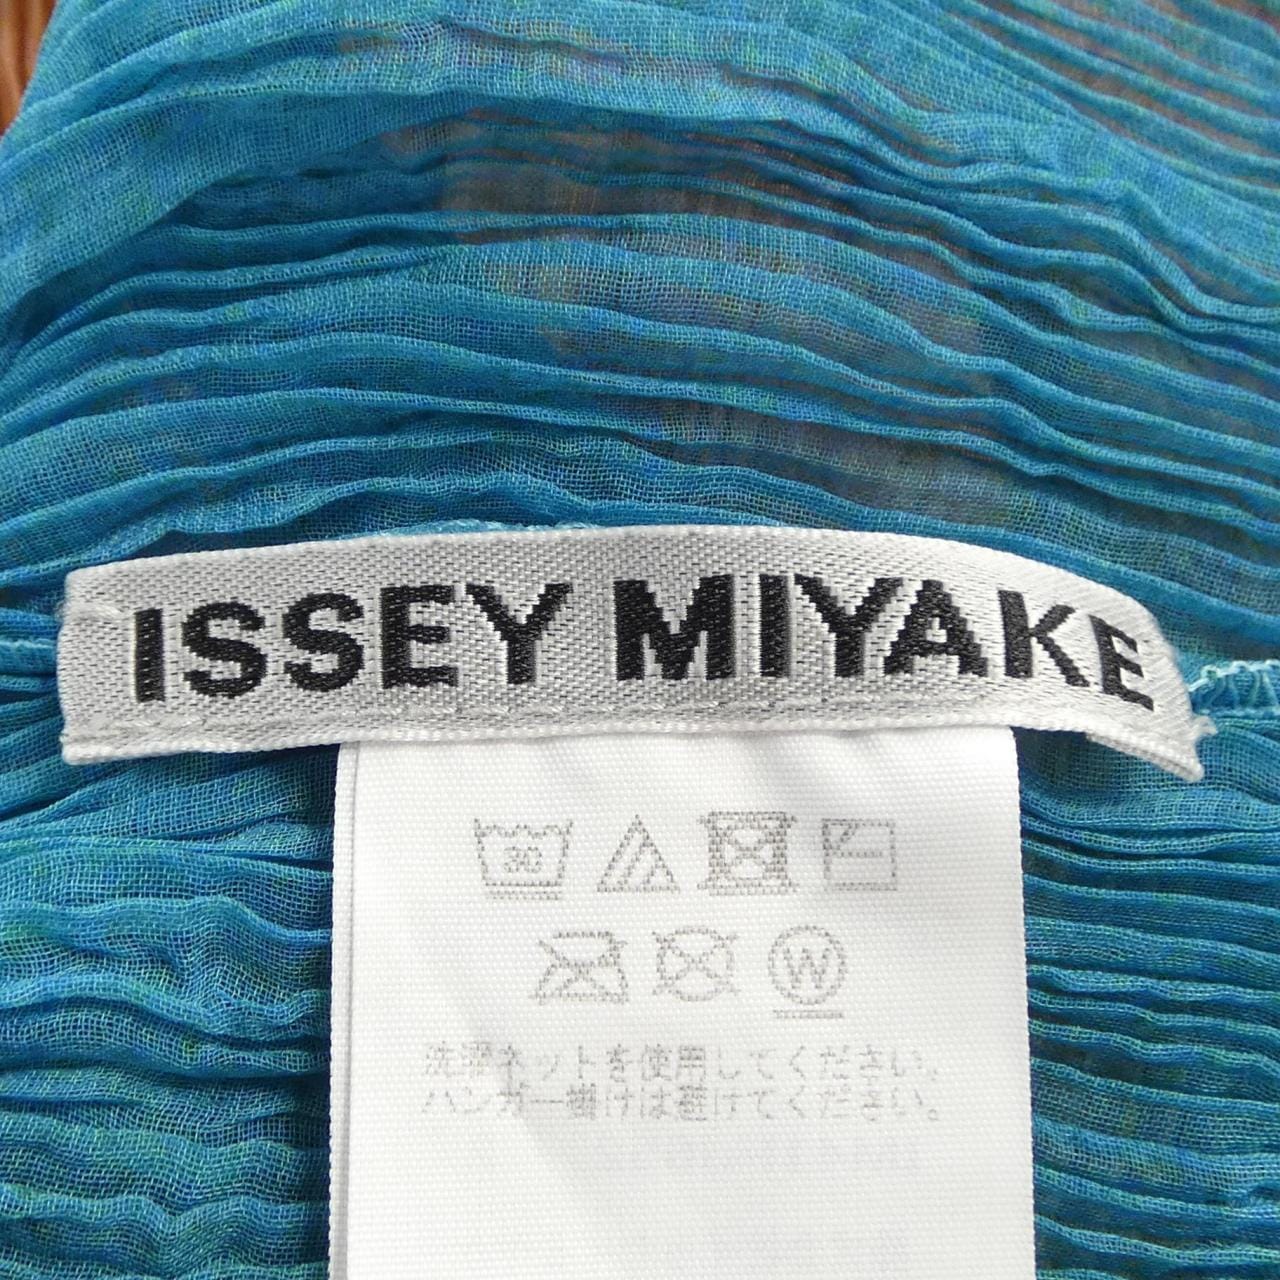 ISSEY MIYAKE
30
W
洗濯ネットを使用してください。
ハンガー掛けは避けてください。